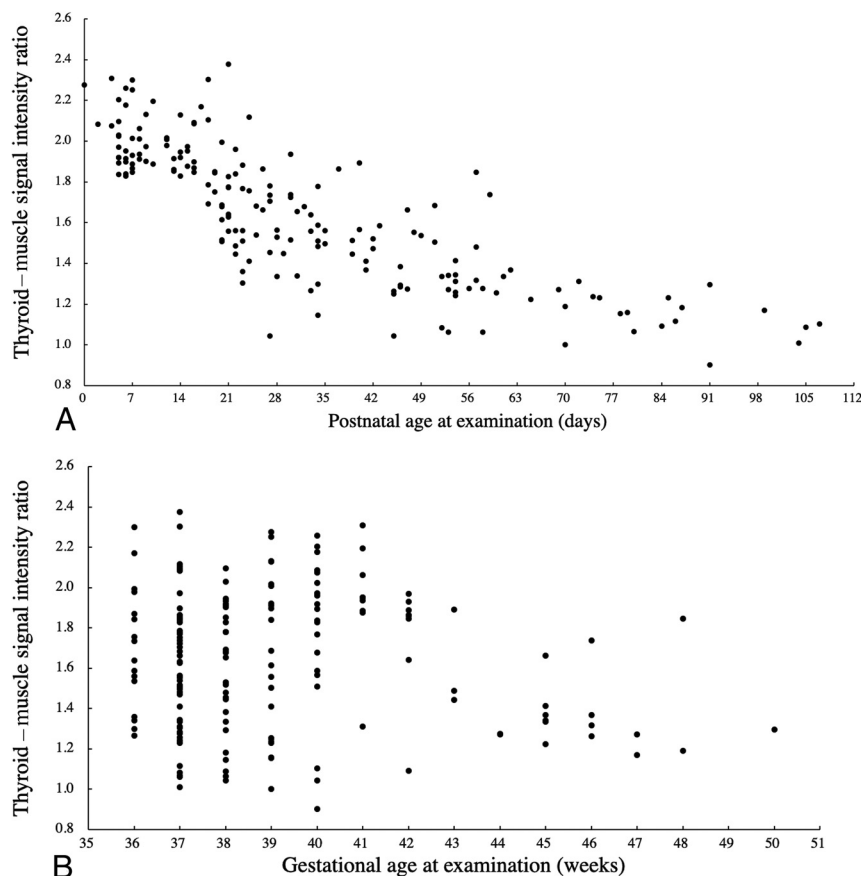 2.6
2.4
2.2
2.0
1.8
1.6
1.4
1.2
1.0
0.8
Thyroid–muscle signal intensity ratio
0 7 14 21 28 35 42 49 56 63 70 77 84 91 98 105 112
A
Postnatal age at examination (days)
2.6
2.4
2.2
2.0
1.8
1.6
1.4
1.2
1.0
0.8
Thyroid–muscle signal intensity ratio
35 36 37 38 39 40 41 42 43 44 45 46 47 48 49 50 51
B
Gestational age at examination (weeks)